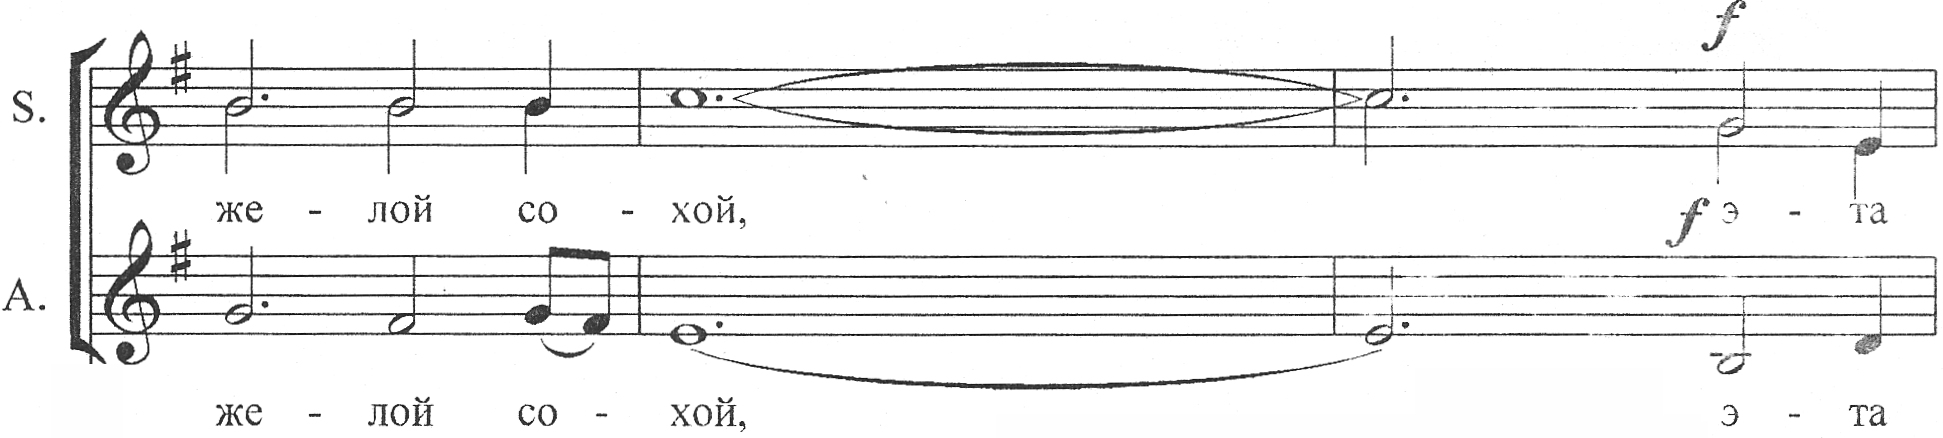 f
S.
же - лой со - хой,
f э - та
A.
же - лой со - хой, э - та